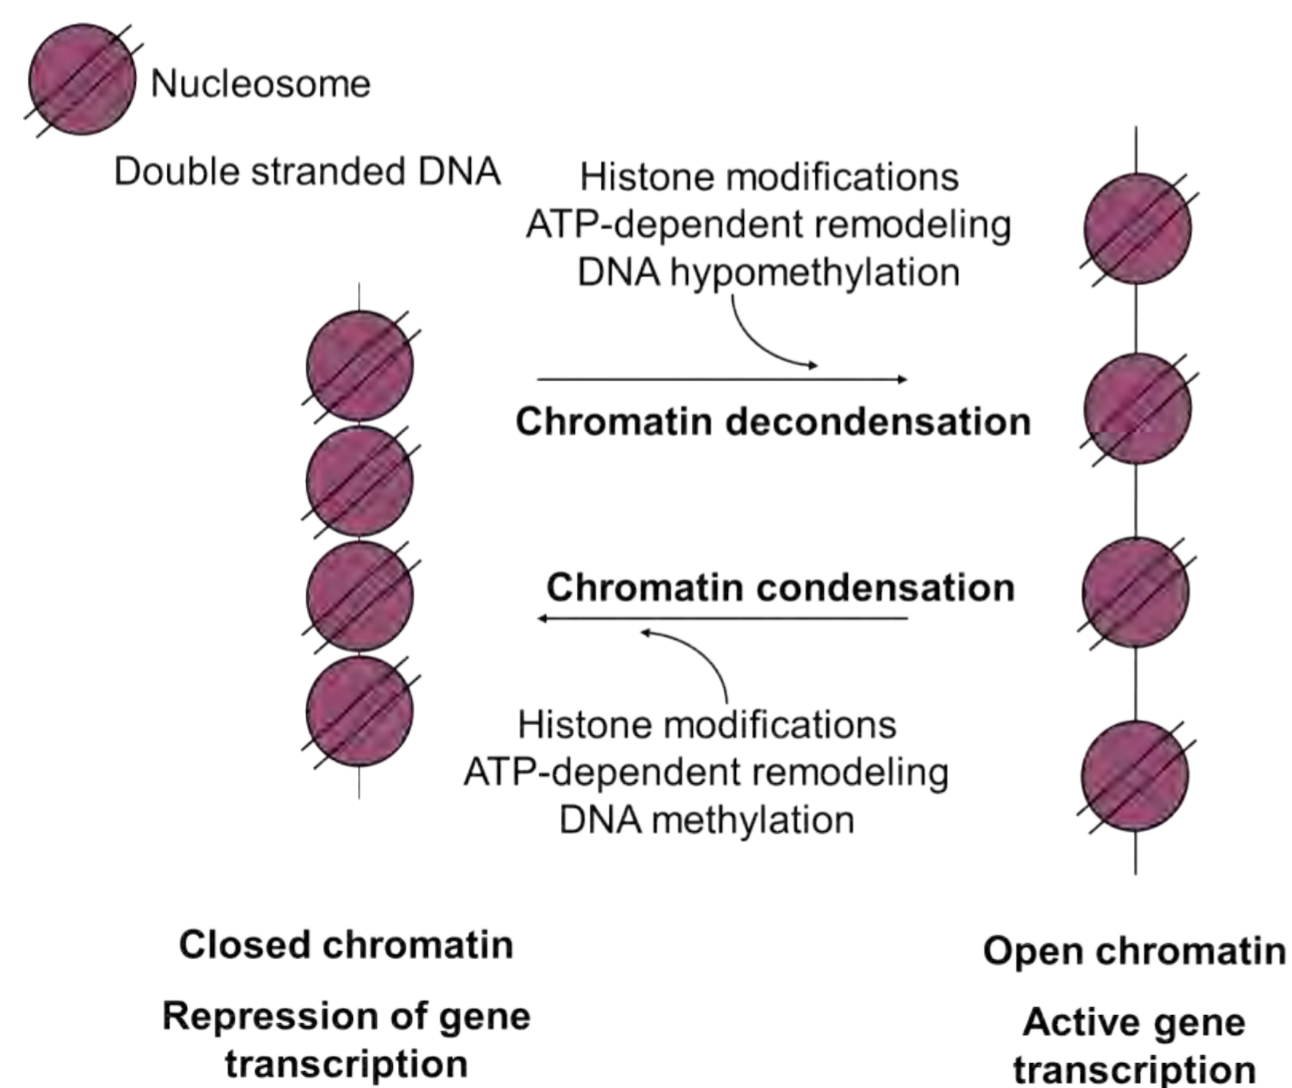 Nucleosome
Double stranded DNA
Histone modifications
ATP-dependent remodeling
DNA hypomethylation
Chromatin decondensation
Chromatin condensation
Histone modifications
ATP-dependent remodeling
DNA methylation
Closed chromatin
Repression of gene
transcription
Open chromatin
Active gene
transcription